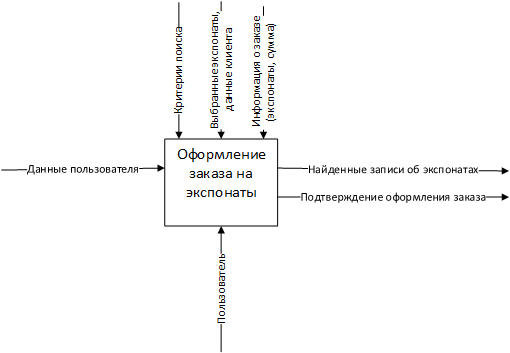 Критерии поиска
Выбранные экспонаты,
данные клиента
Информация о заказе
(экспонаты, сумма)
Оформление
заказа на
экспонаты
Данные пользователя
Найденные записи об экспонатах
Подтверждение оформления заказа
Пользователь